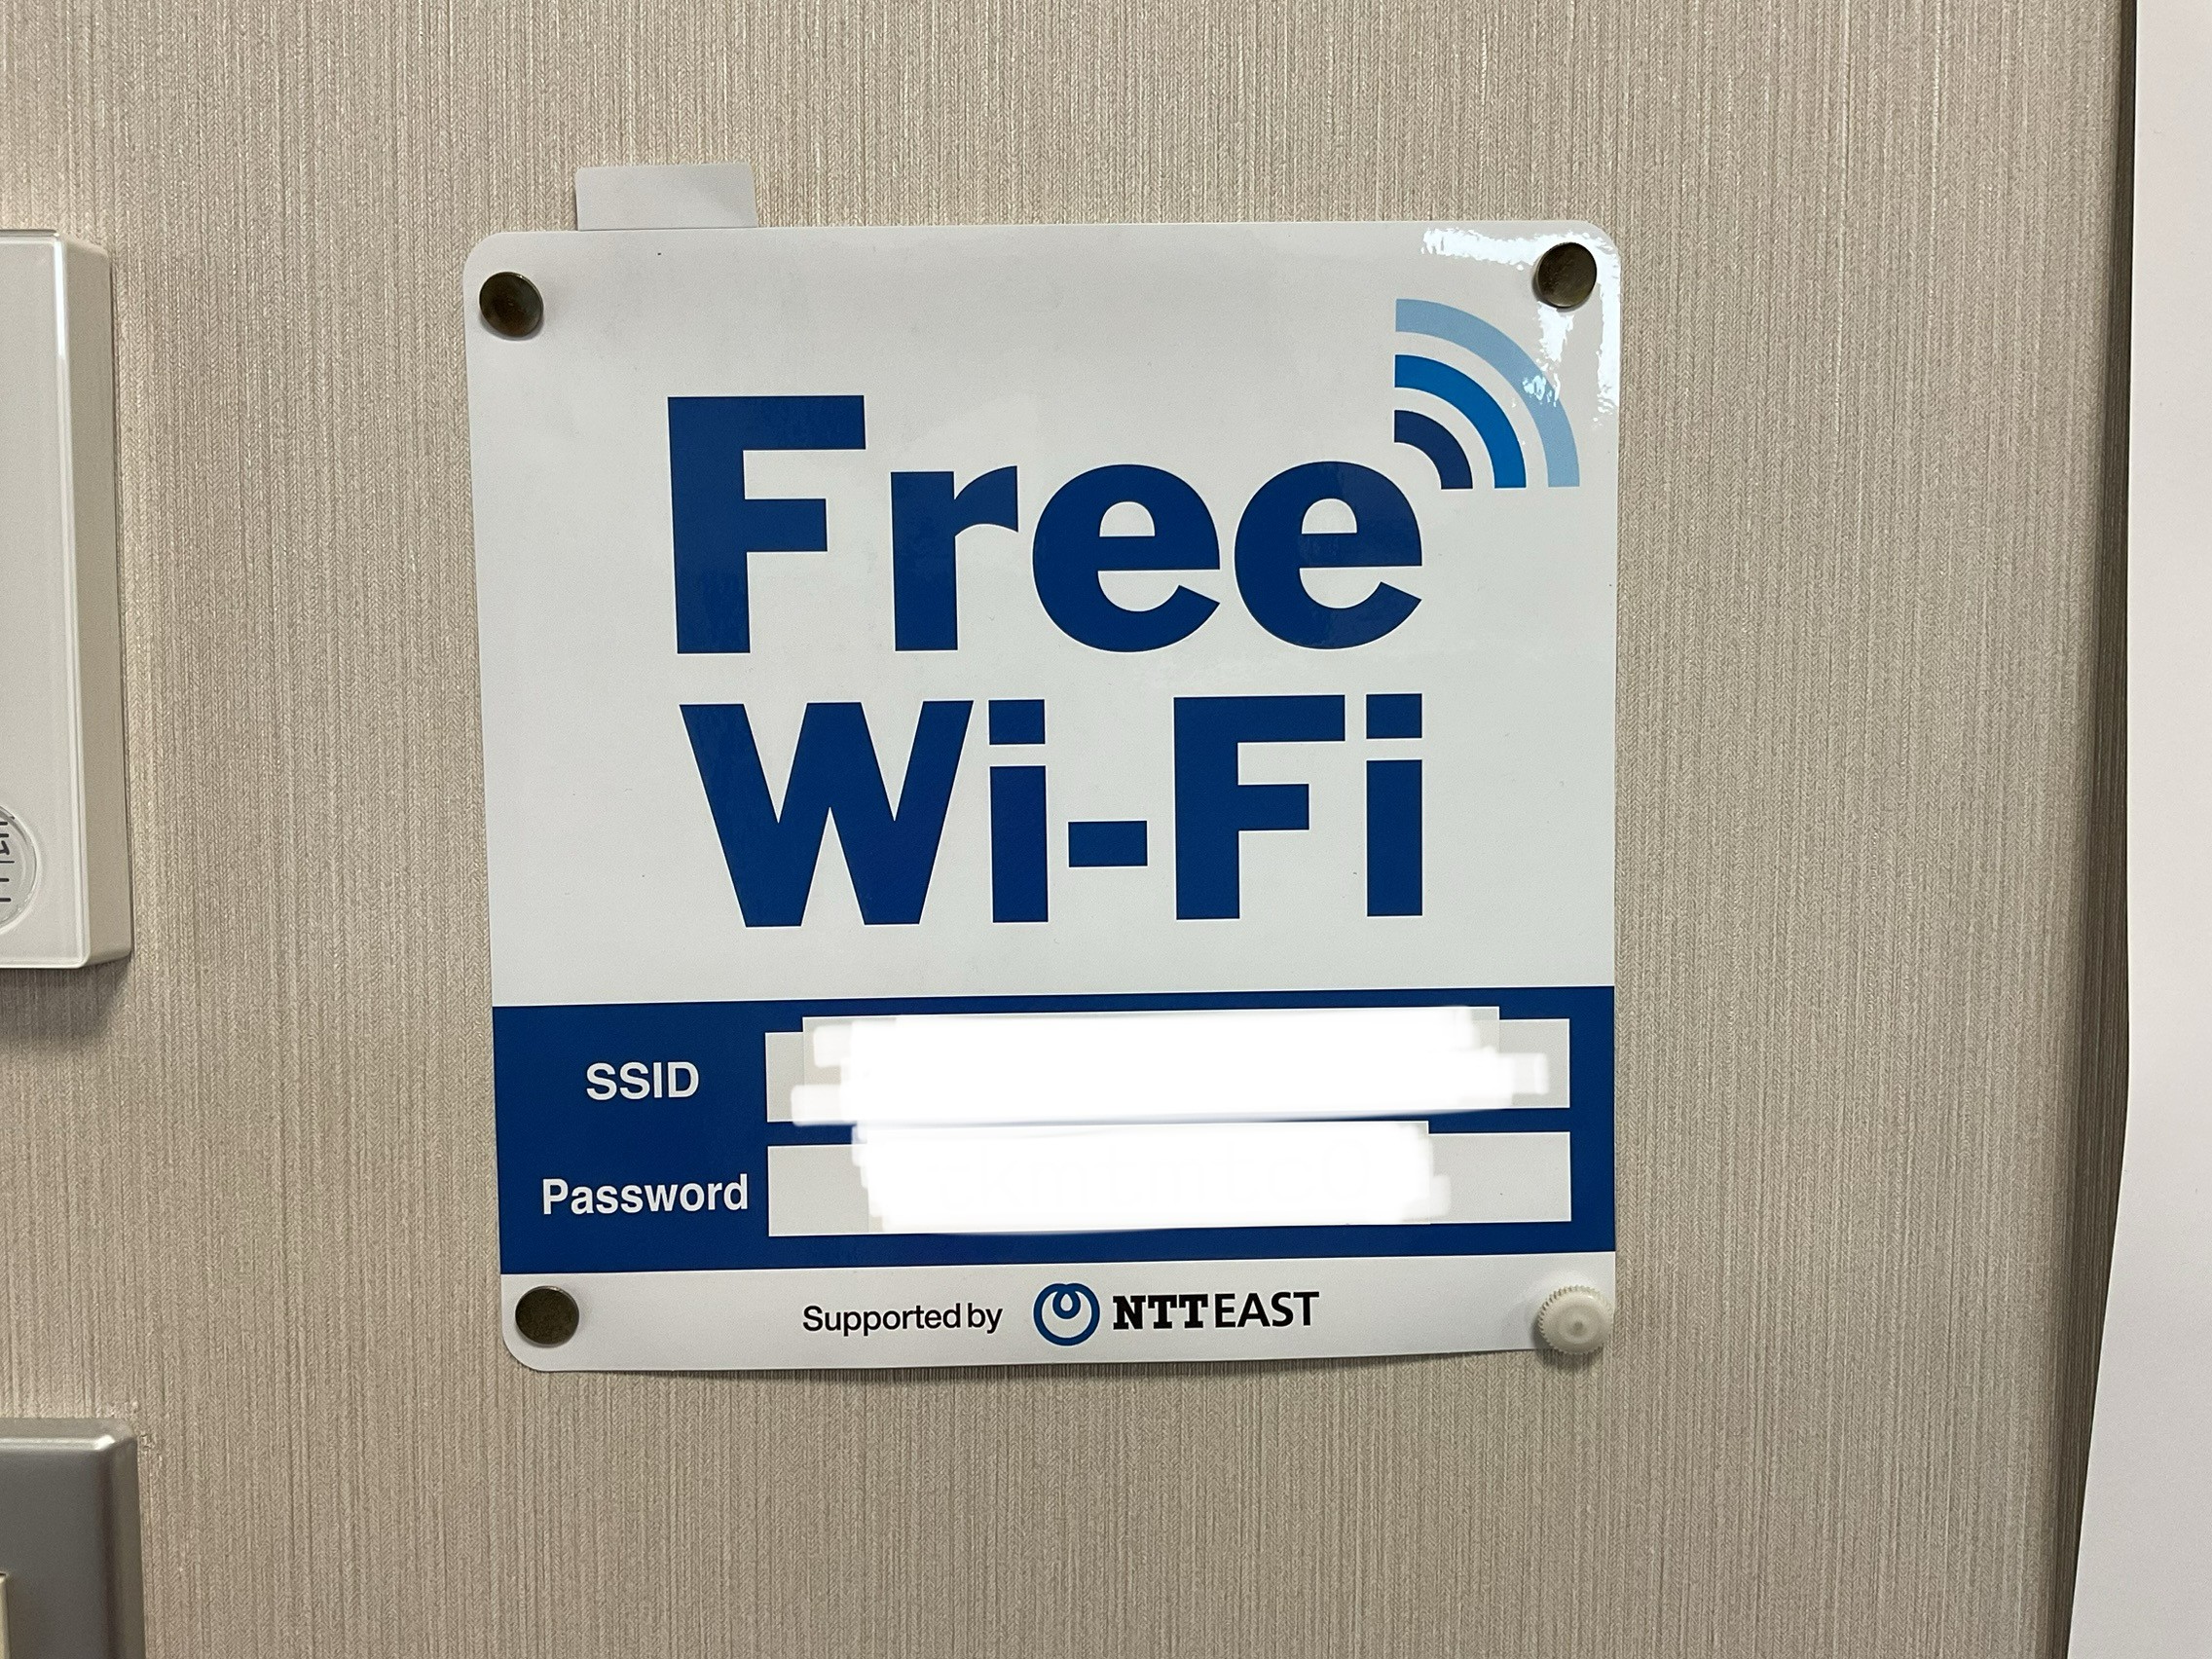 Free
Wi-Fi
SSID
Password
Supported by NTT EAST